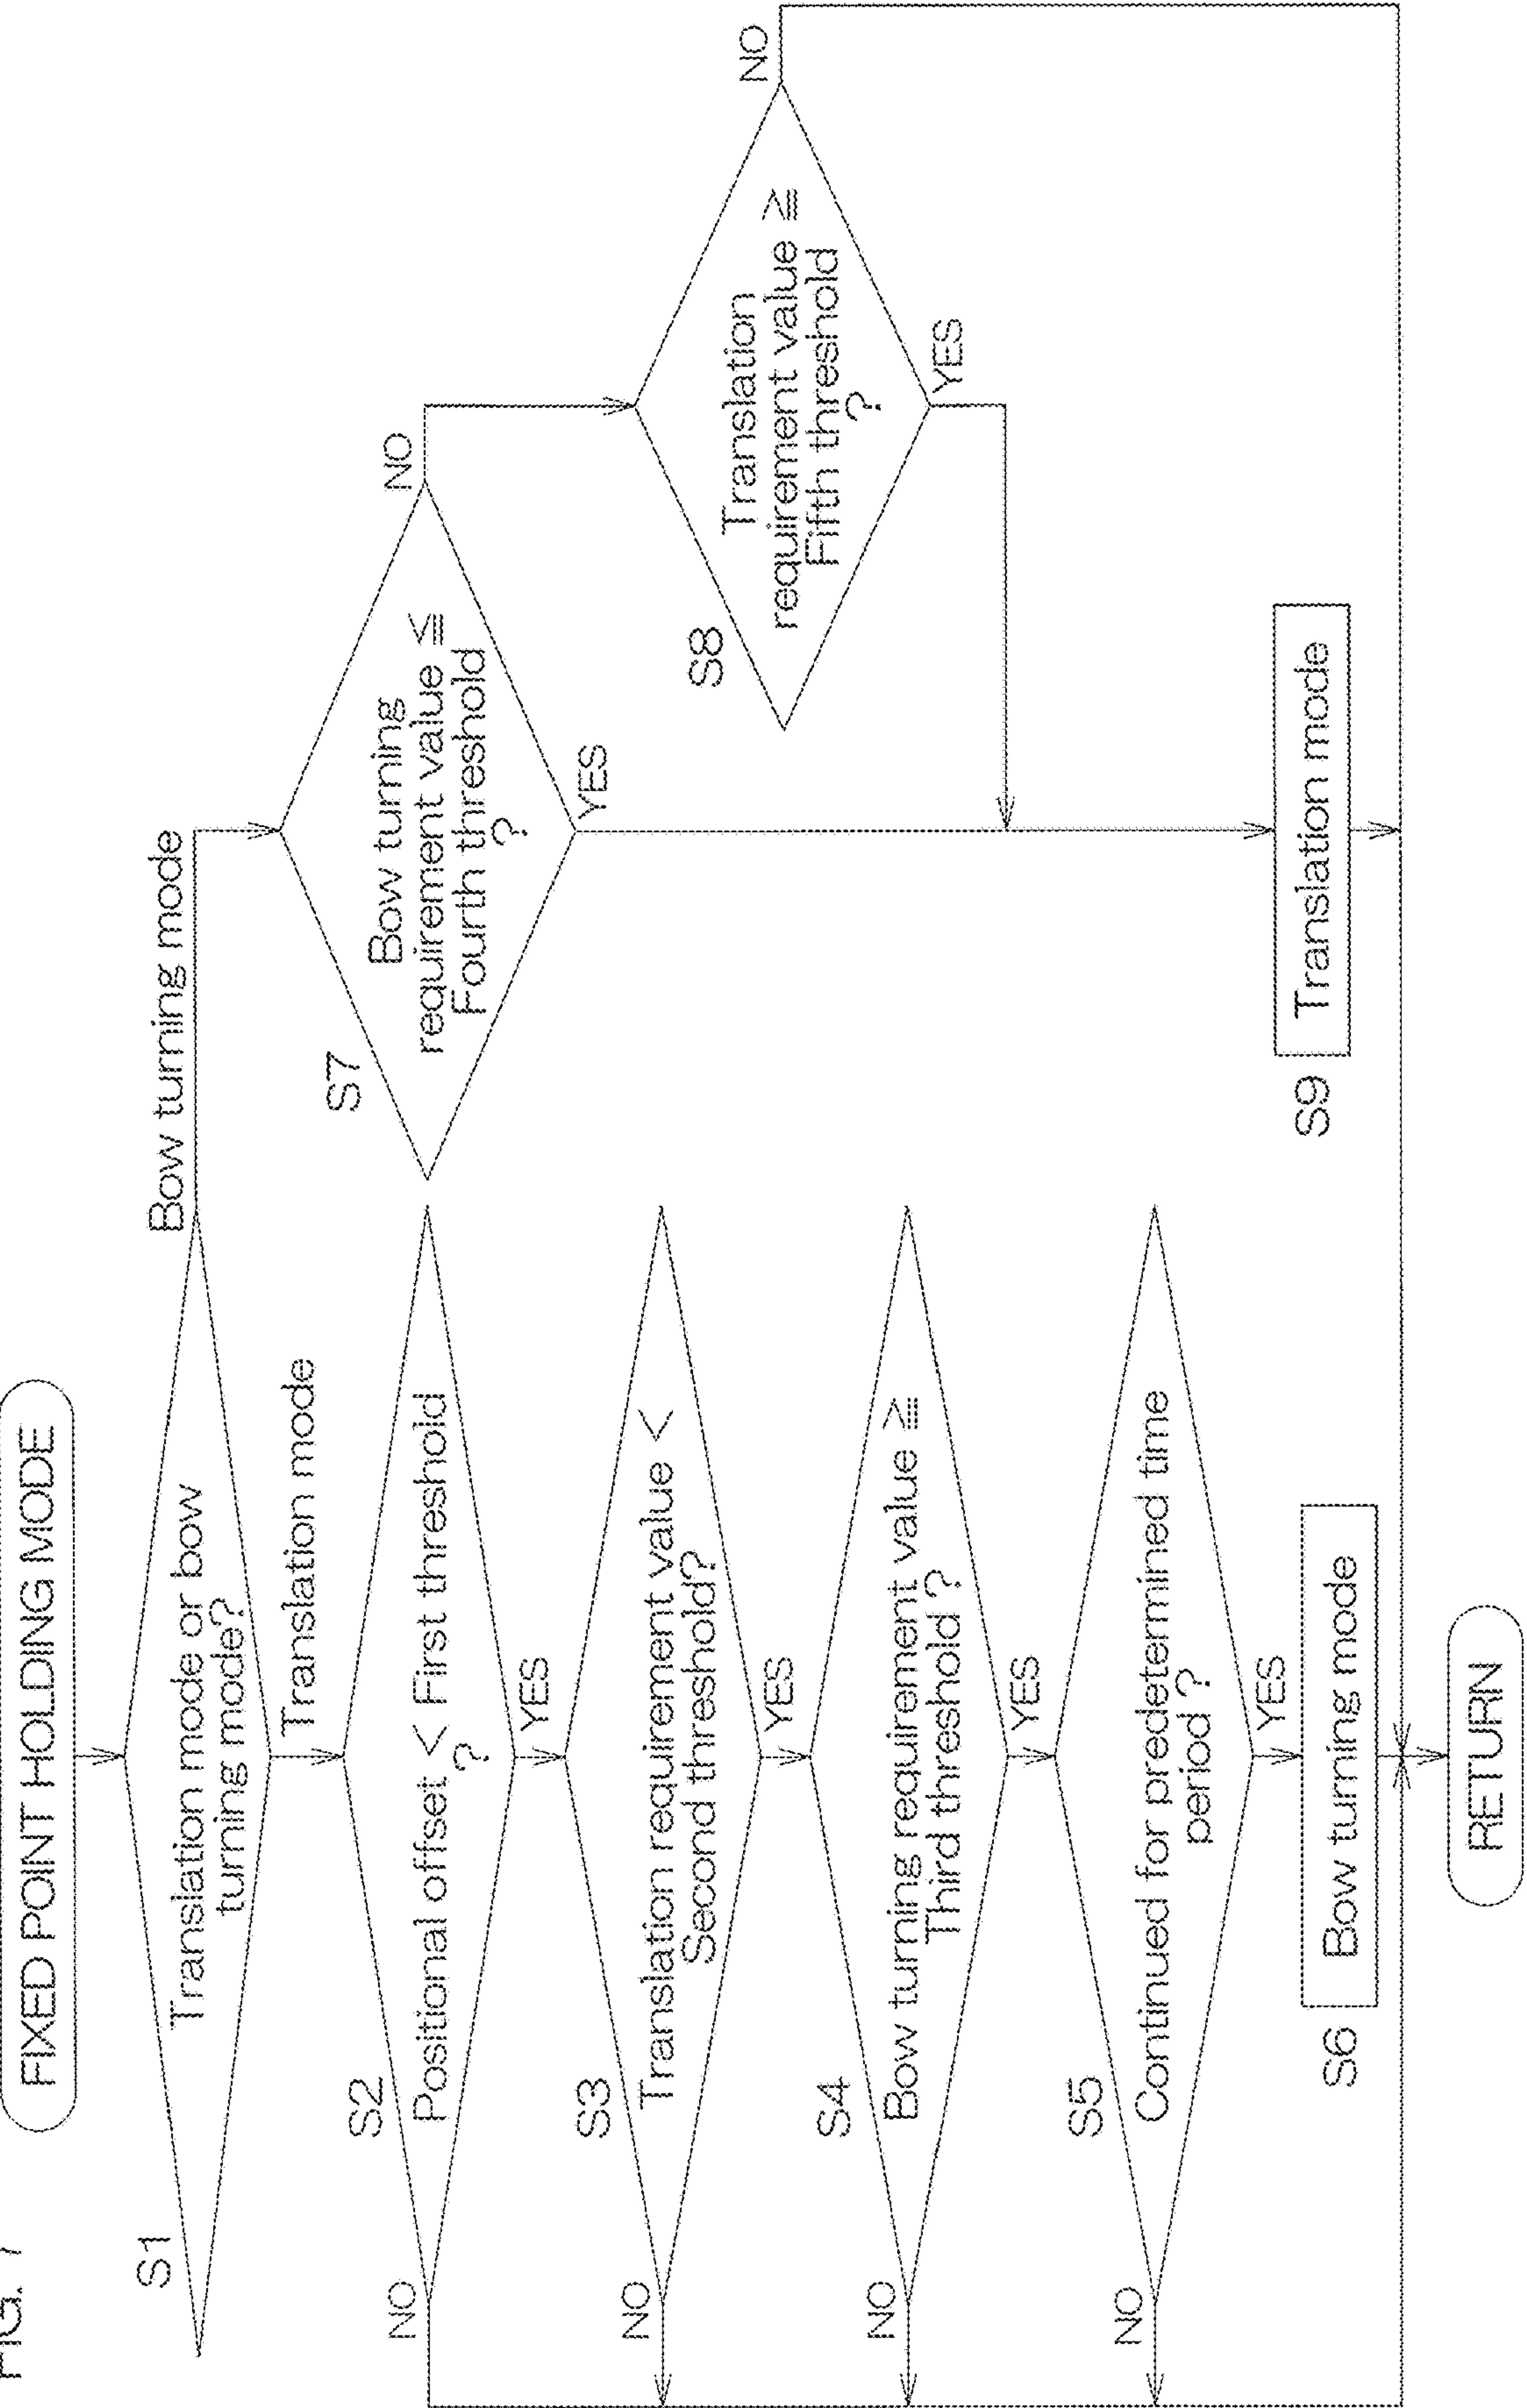 FIG. 7
FIXED POINT HOLDING MODE
S1
Translation mode or bow
turning mode?
Bow turning mode
Translation mode
S2
Positional offset < First threshold
?
NO
YES
S3
Translation requirement value <
Second threshold?
NO
YES
S4
Bow turning requirement value ≧
Third threshold ?
NO
YES
S5
Continued for predetermined time
period ?
NO
YES
S6
Bow turning mode
S7
Bow turning
requirement value ≦
Fourth threshold
?
NO
YES
S8
Translation
requirement value ≧
Fifth threshold
?
NO
YES
S9
Translation mode
RETURN